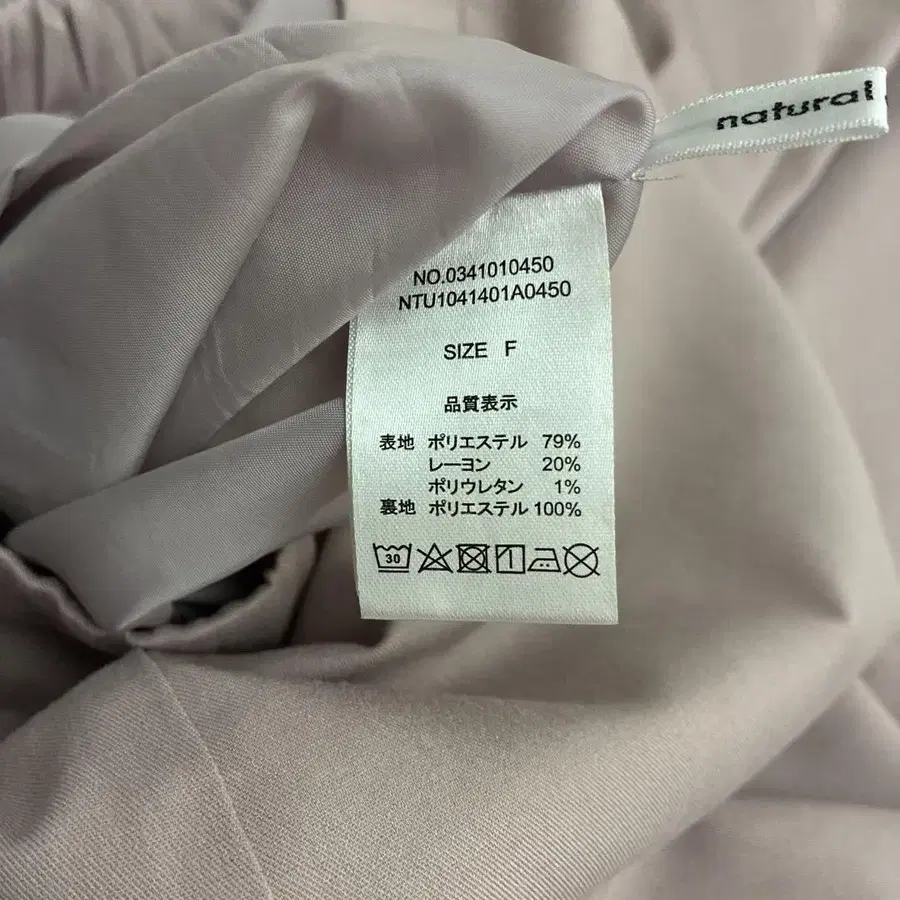 natural
NO.0341010450
NTU1041401A0450
SIZE F
品質表示
表地 ポリエステル 79%
レーヨン 20%
ポリウレタン 1%
裏地 ポリエステル 100%
30